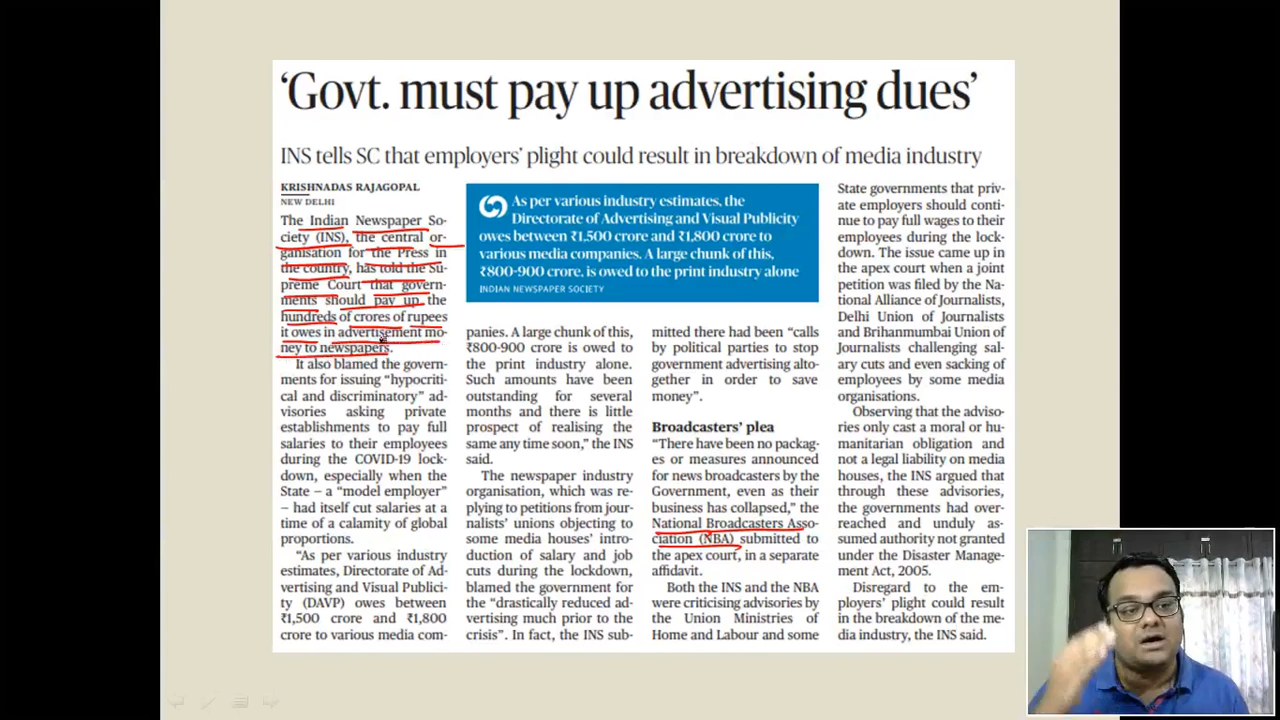 ‘Govt. must pay up advertising dues’
INS tells SC that employers’ plight could result in breakdown of media industry
KRISHNADAS RAJAGOPAL
NEW DELHI
The Indian Newspaper So-
ciety (INS), the central or-
ganisation for the Press in
the country, has told the Su-
preme Court that govern-
ments should pay up the
hundreds of crores of rupees
it owes in advertisement mo-
ney to newspapers.
It also blamed the govern-
ments for issuing “hypocriti-
cal and discriminatory” ad-
visories asking private
establishments to pay full
salaries to their employees
during the COVID-19 lock-
down, especially when the
State – a “model employer”
– had itself cut salaries at a
time of a calamity of global
proportions.
“As per various industry
estimates, Directorate of Ad-
vertising and Visual Publici-
ty (DAVP) owes between
₹1,500 crore and ₹1,800
crore to various media com-
As per various industry estimates, the
Directorate of Advertising and Visual Publicity
owes between ₹1,500 crore and ₹1,800 crore to
various media companies. A large chunk of this,
₹800-900 crore, is owed to the print industry alone
INDIAN NEWSPAPER SOCIETY
panies. A large chunk of this,
₹800-900 crore is owed to
the print industry alone.
Such amounts have been
outstanding for several
months and there is little
prospect of realising the
same any time soon,” the INS
said.
The newspaper industry
organisation, which was re-
plying to petitions from jour-
nalists’ unions objecting to
some media houses’ intro-
duction of salary and job
cuts during the lockdown,
blamed the government for
the “drastically reduced ad-
vertising much prior to the
crisis”. In fact, the INS sub-
mitted there had been “calls
by political parties to stop
government advertising alto-
gether in order to save
money”.
Broadcasters’ plea
“There have been no packag-
es or measures announced
for news broadcasters by the
Government, even as their
business has collapsed,” the
National Broadcasters Asso-
ciation (NBA) submitted to
the apex court, in a separate
affidavit.
Both the INS and the NBA
were criticising advisories by
the Union Ministries of
Home and Labour and some
State governments that priv-
ate employers should conti-
nue to pay full wages to their
employees during the lock-
down. The issue came up in
the apex court when a joint
petition was filed by the Na-
tional Alliance of Journalists,
Delhi Union of Journalists
and Brihanmumbai Union of
Journalists challenging sal-
ary cuts and even sacking of
employees by some media
organisations.
Observing that the adviso-
ries only cast a moral or hu-
manitarian obligation and
not a legal liability on media
houses, the INS argued that
through these advisories,
the governments had over-
reached and unduly as-
sumed authority not granted
under the Disaster Manage-
ment Act, 2005.
Disregard to the em-
ployers’ plight could result
in the breakdown of the me-
dia industry, the INS said.